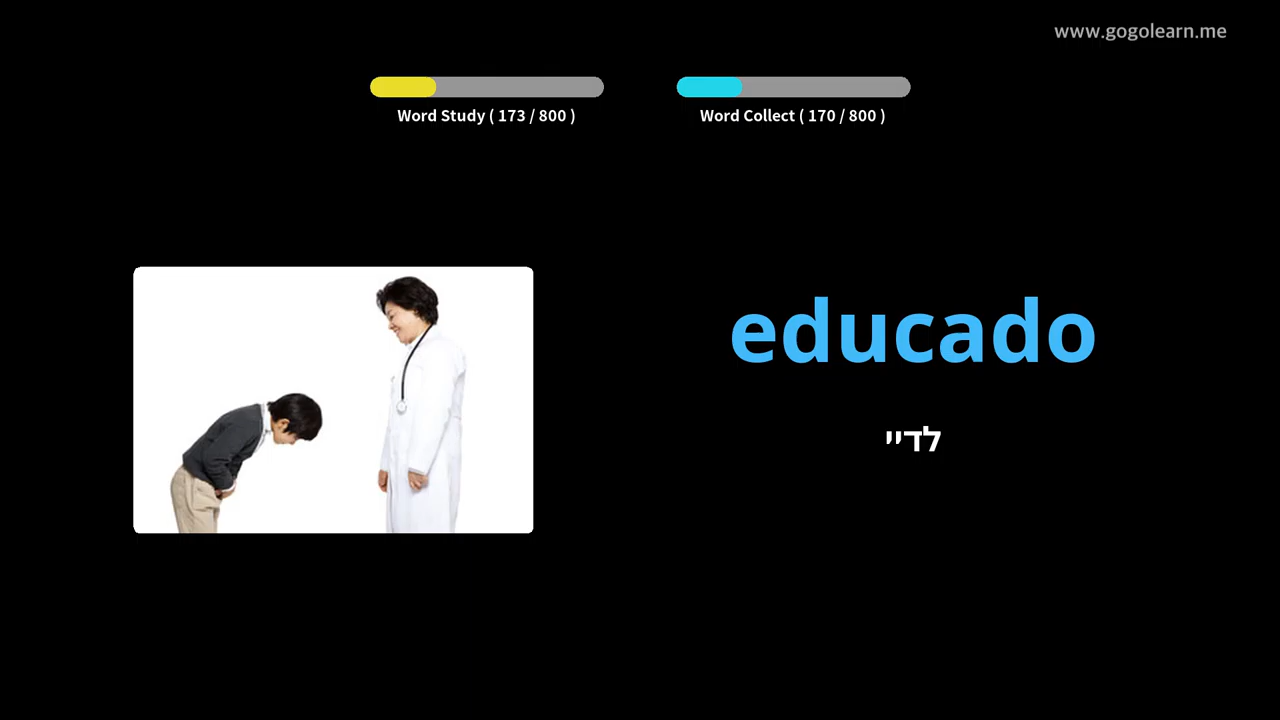 www.gogolearn.me
Word Study ( 173 / 800 )
Word Collect ( 170 / 800 )
educado
לדיי